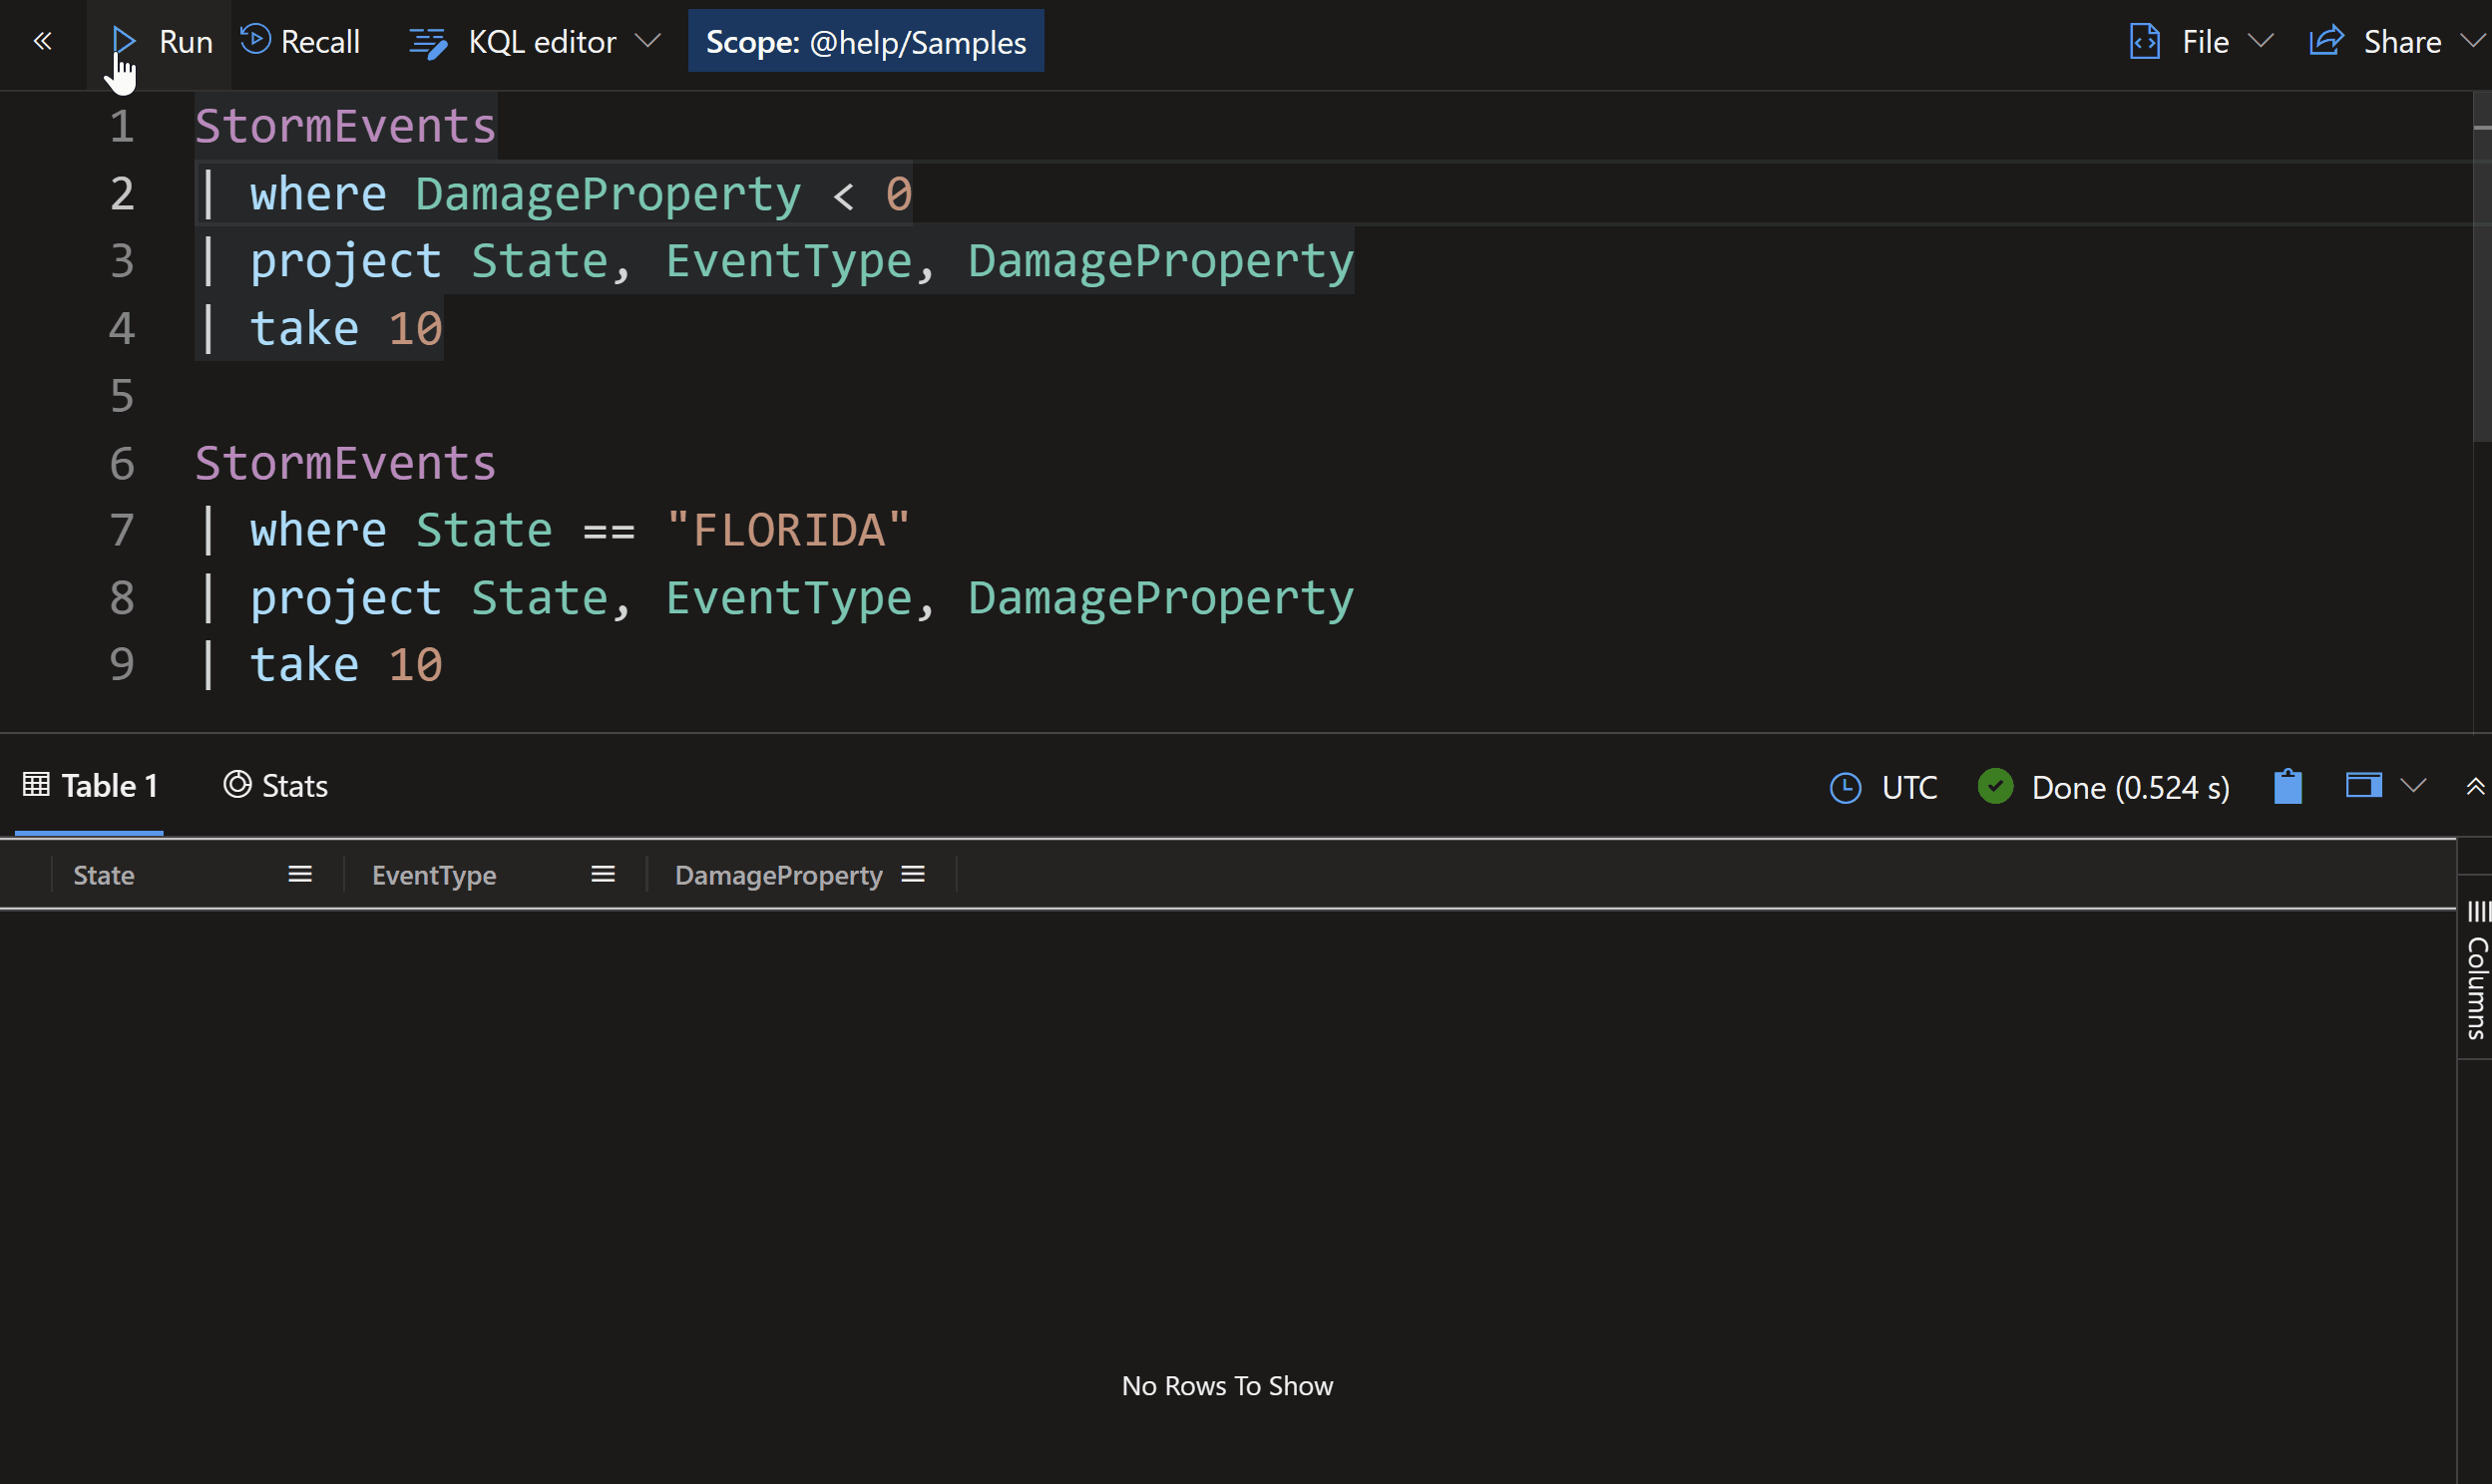 Run Recall KQL editor Scope: @help/Samples File Share
1 StormEvents
2 | where DamageProperty < 0
3 | project State, EventType, DamageProperty
4 | take 10
5
6 StormEvents
7 | where State == "FLORIDA"
8 | project State, EventType, DamageProperty
9 | take 10
Table 1 Stats UTC Done (0.524 s)
State EventType DamageProperty
Columns
No Rows To Show